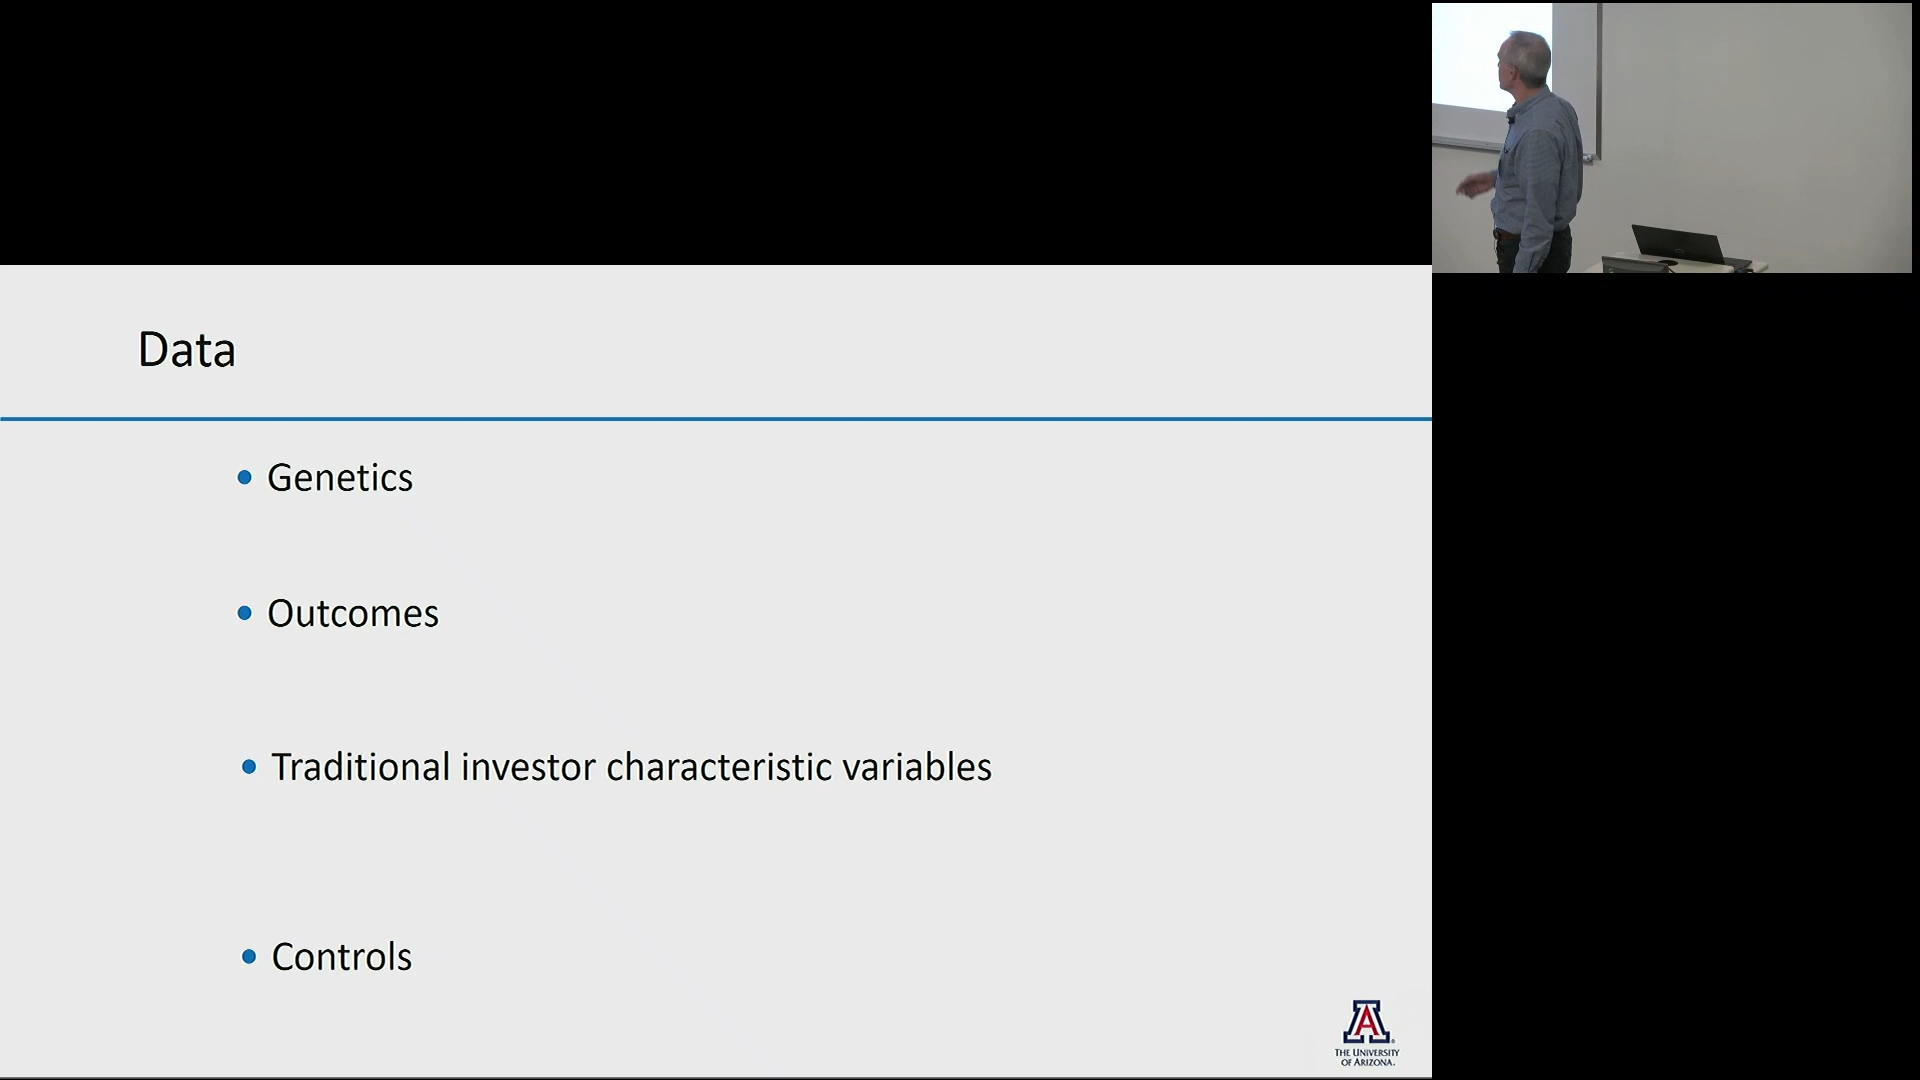 Data
Genetics
Outcomes
Traditional investor characteristic variables
Controls
A
THE UNIVERSITY
OF ARIZONA.